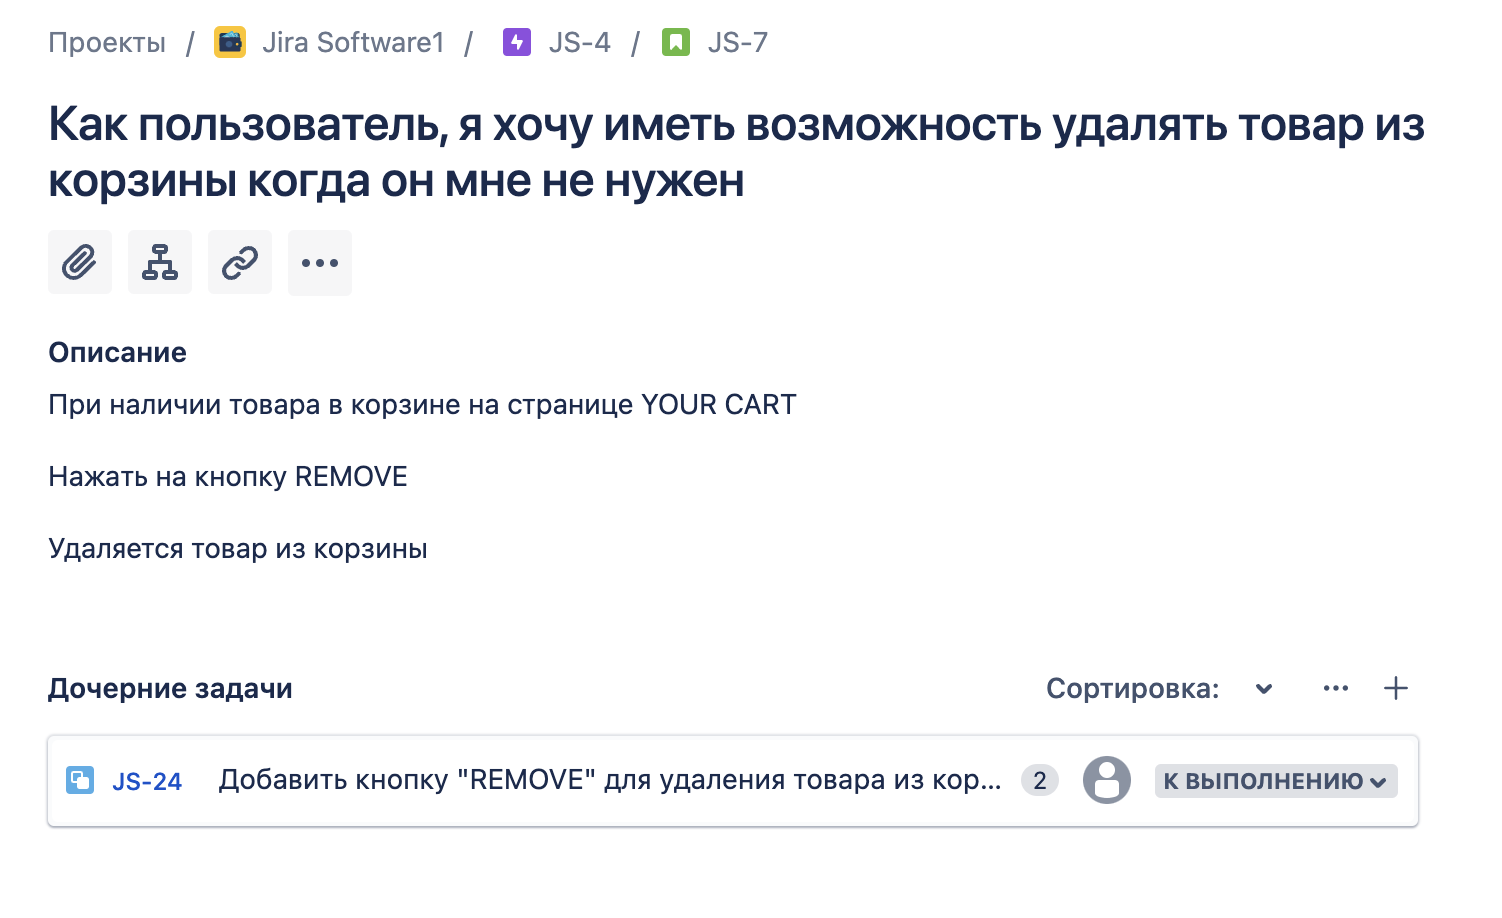 Проекты / Jira Software1 / JS-4 / JS-7
Как пользователь, я хочу иметь возможность удалять товар из
корзины когда он мне не нужен
Описание
При наличии товара в корзине на странице YOUR CART
Нажать на кнопку REMOVE
Удаляется товар из корзины
Дочерние задачи Сортировка:
JS-24 Добавить кнопку "REMOVE" для удаления товара из кор... 2 К ВЫПОЛНЕНИЮ